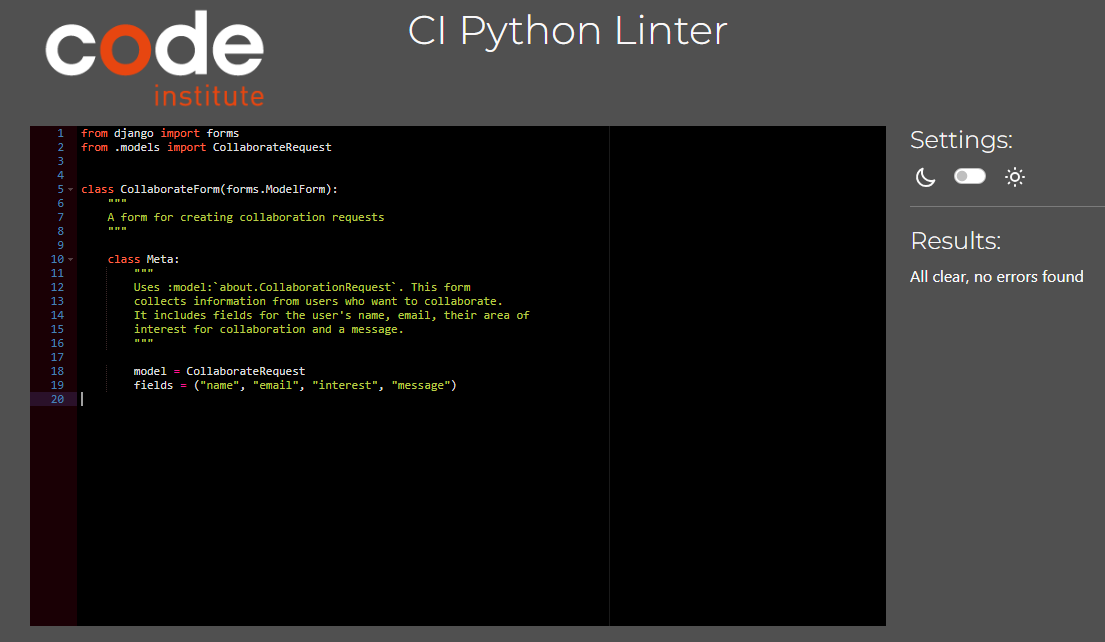 code
institute
CI Python Linter
1 from django import forms
2 from .models import CollaborateRequest
3
4
5 class CollaborateForm(forms.ModelForm):
6     """
7     A form for creating collaboration requests
8     """
9
10     class Meta:
11         """
12         Uses :model:`about.CollaborationRequest`. This form
13         collects information from users who want to collaborate.
14         It includes fields for the user's name, email, their area of
15         interest for collaboration and a message.
16         """
17
18         model = CollaborateRequest
19         fields = ("name", "email", "interest", "message")
20
Settings:
Results:
All clear, no errors found